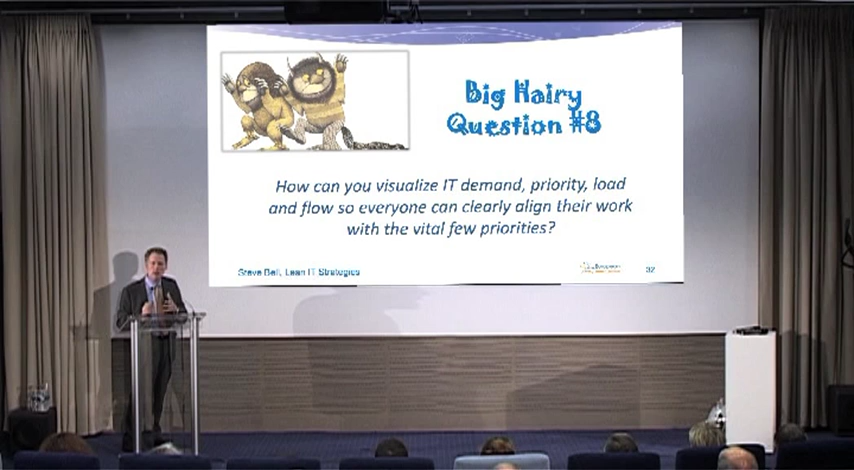 Big Hairy
Question #8
How can you visualize IT demand, priority, load
and flow so everyone can clearly align their work
with the vital few priorities?
Steve Bell, Lean IT Strategies
32